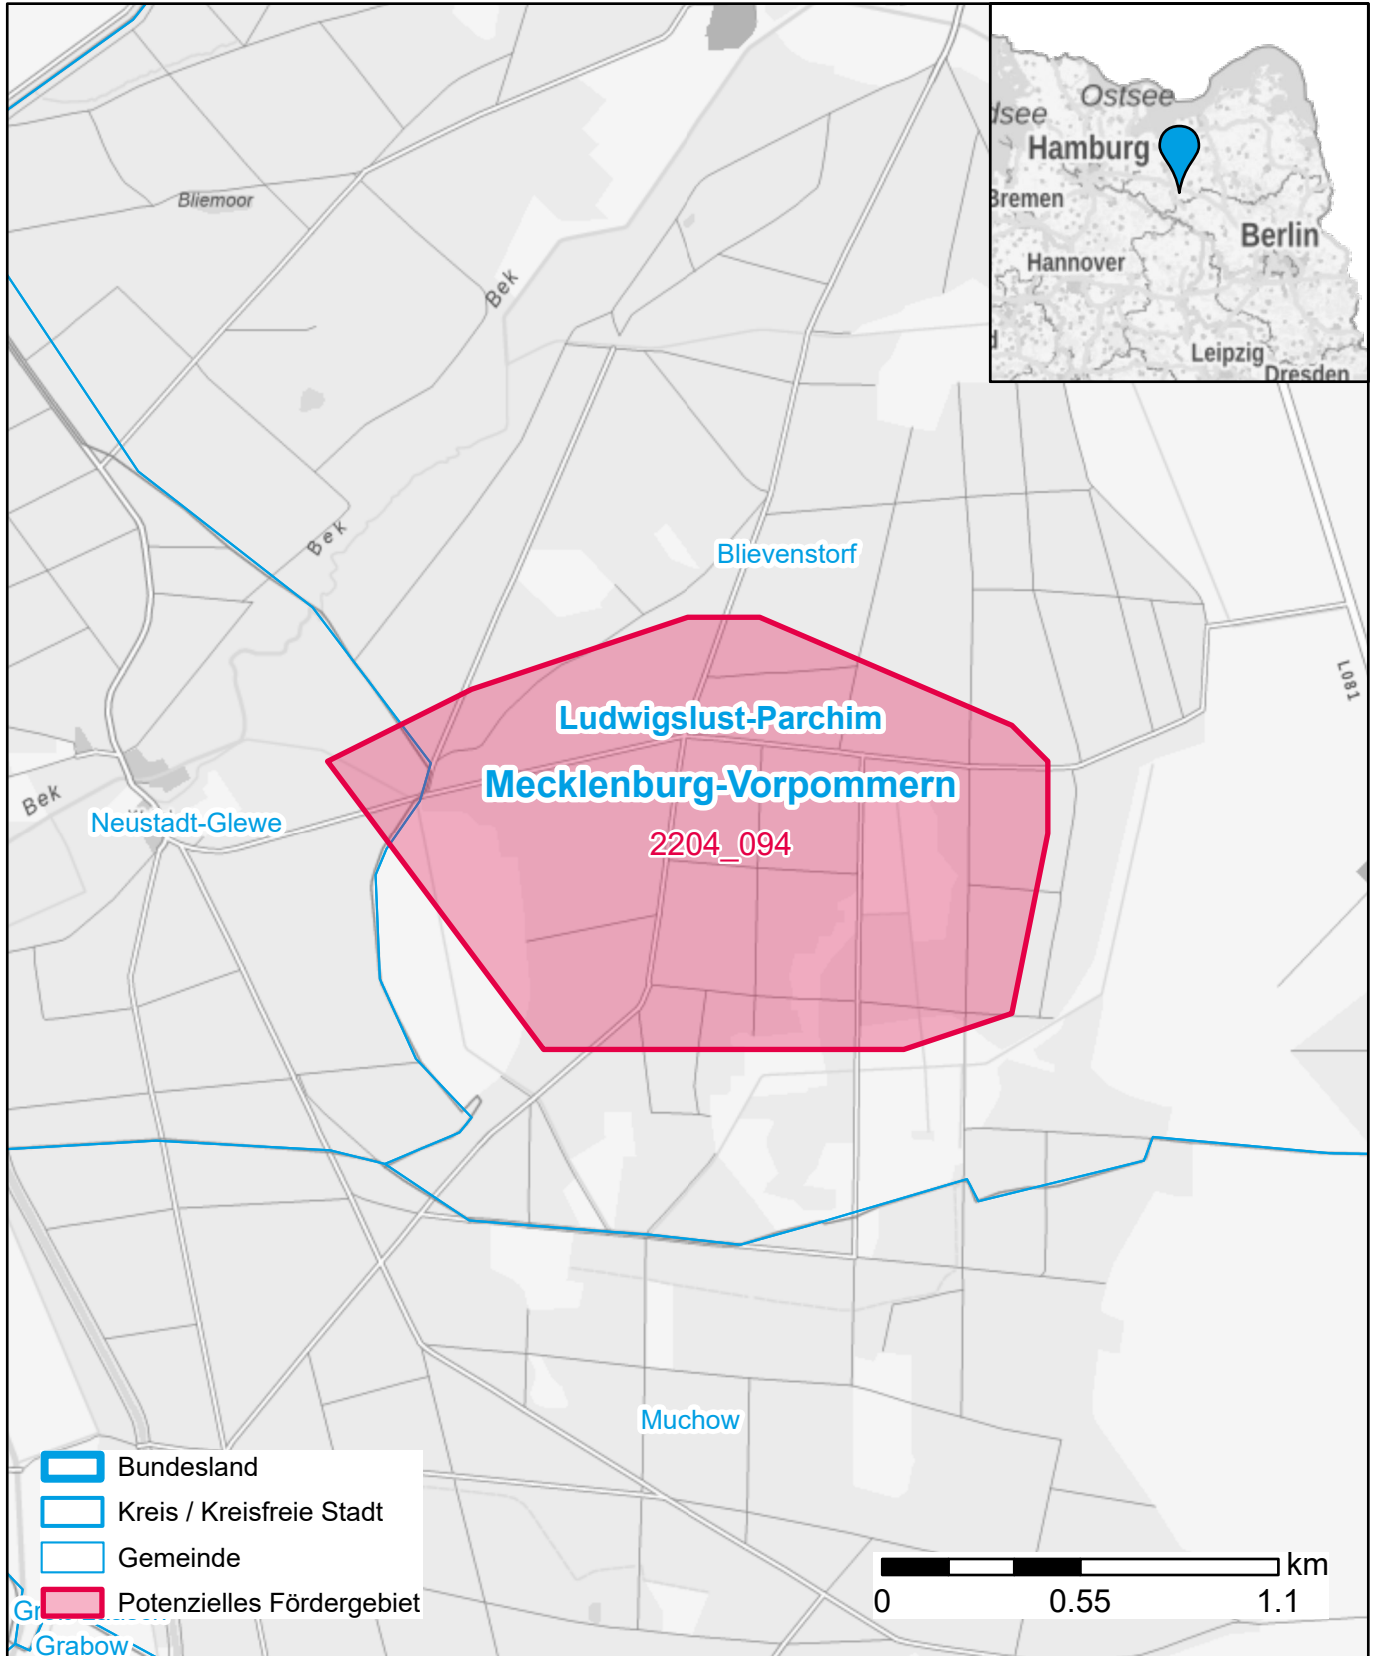 Ostsee
dsee
Hamburg
Bremen
Berlin
Hannover
Leipzig
Dresden
Bliemoor
Bek
Bek
Blievenstorf
L081
Ludwigslust-Parchim
Mecklenburg-Vorpommern
2204_094
Bek
Neustadt-Glewe
Muchow
Bundesland
Kreis / Kreisfreie Stadt
Gemeinde
Potenzielles Fördergebiet
Grabow
km
0 0.55 1.1